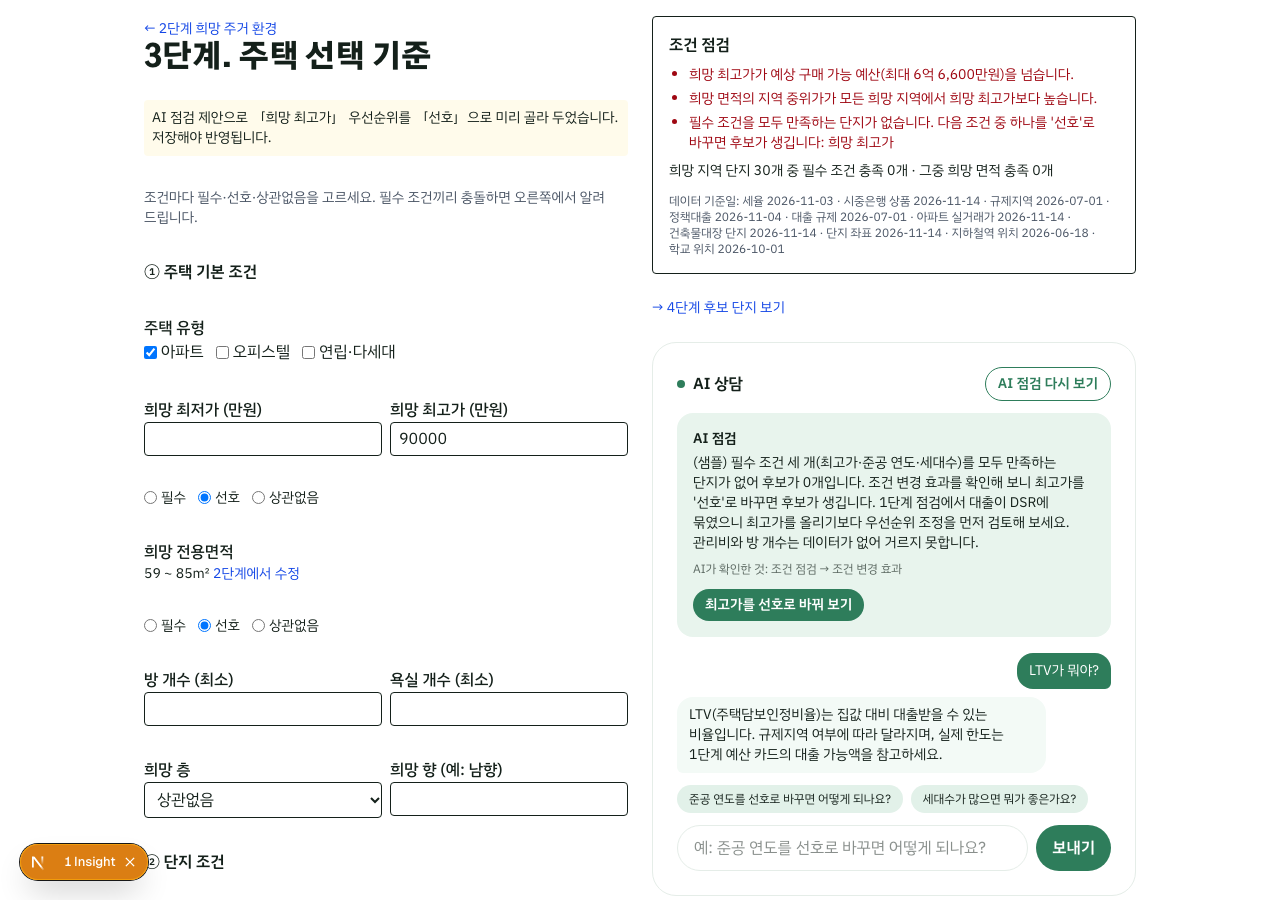 ← 2단계 희망 주거 환경
3단계. 주택 선택 기준
AI 점검 제안으로 「희망 최고가」 우선순위를 「선호」으로 미리 골라 두었습니다.
저장해야 반영됩니다.
조건마다 필수·선호·상관없음을 고르세요. 필수 조건끼리 충돌하면 오른쪽에서 알려
드립니다.
① 주택 기본 조건
주택 유형
아파트 오피스텔 연립·다세대
희망 최저가 (만원) 희망 최고가 (만원)
90000
필수 선호 상관없음
희망 전용면적
59 ~ 85m² 2단계에서 수정
필수 선호 상관없음
방 개수 (최소) 욕실 개수 (최소)
희망 층 희망 향 (예: 남향)
상관없음
② 단지 조건
1 Insight
조건 점검
희망 최고가가 예상 구매 가능 예산(최대 6억 6,600만원)을 넘습니다.
희망 면적의 지역 중위가가 모든 희망 지역에서 희망 최고가보다 높습니다.
필수 조건을 모두 만족하는 단지가 없습니다. 다음 조건 중 하나를 '선호'로
바꾸면 후보가 생깁니다: 희망 최고가
희망 지역 단지 30개 중 필수 조건 충족 0개 · 그중 희망 면적 충족 0개
데이터 기준일: 세율 2026-11-03 · 시중은행 상품 2026-11-14 · 규제지역 2026-07-01 ·
정책대출 2026-11-04 · 대출 규제 2026-07-01 · 아파트 실거래가 2026-11-14 ·
건축물대장 단지 2026-11-14 · 단지 좌표 2026-11-14 · 지하철역 위치 2026-06-18 ·
학교 위치 2026-10-01
→ 4단계 후보 단지 보기
AI 상담
AI 점검 다시 보기
AI 점검
(샘플) 필수 조건 세 개(최고가·준공 연도·세대수)를 모두 만족하는
단지가 없어 후보가 0개입니다. 조건 변경 효과를 확인해 보니 최고가를
'선호'로 바꾸면 후보가 생깁니다. 1단계 점검에서 대출이 DSR에
묶였으니 최고가를 올리기보다 우선순위 조정을 먼저 검토해 보세요.
관리비와 방 개수는 데이터가 없어 거르지 못합니다.
AI가 확인한 것: 조건 점검 → 조건 변경 효과
최고가를 선호로 바꿔 보기
LTV가 뭐야?
LTV(주택담보인정비율)는 집값 대비 대출받을 수 있는
비율입니다. 규제지역 여부에 따라 달라지며, 실제 한도는
1단계 예산 카드의 대출 가능액을 참고하세요.
준공 연도를 선호로 바꾸면 어떻게 되나요? 세대수가 많으면 뭐가 좋은가요?
예: 준공 연도를 선호로 바꾸면 어떻게 되나요? 보내기